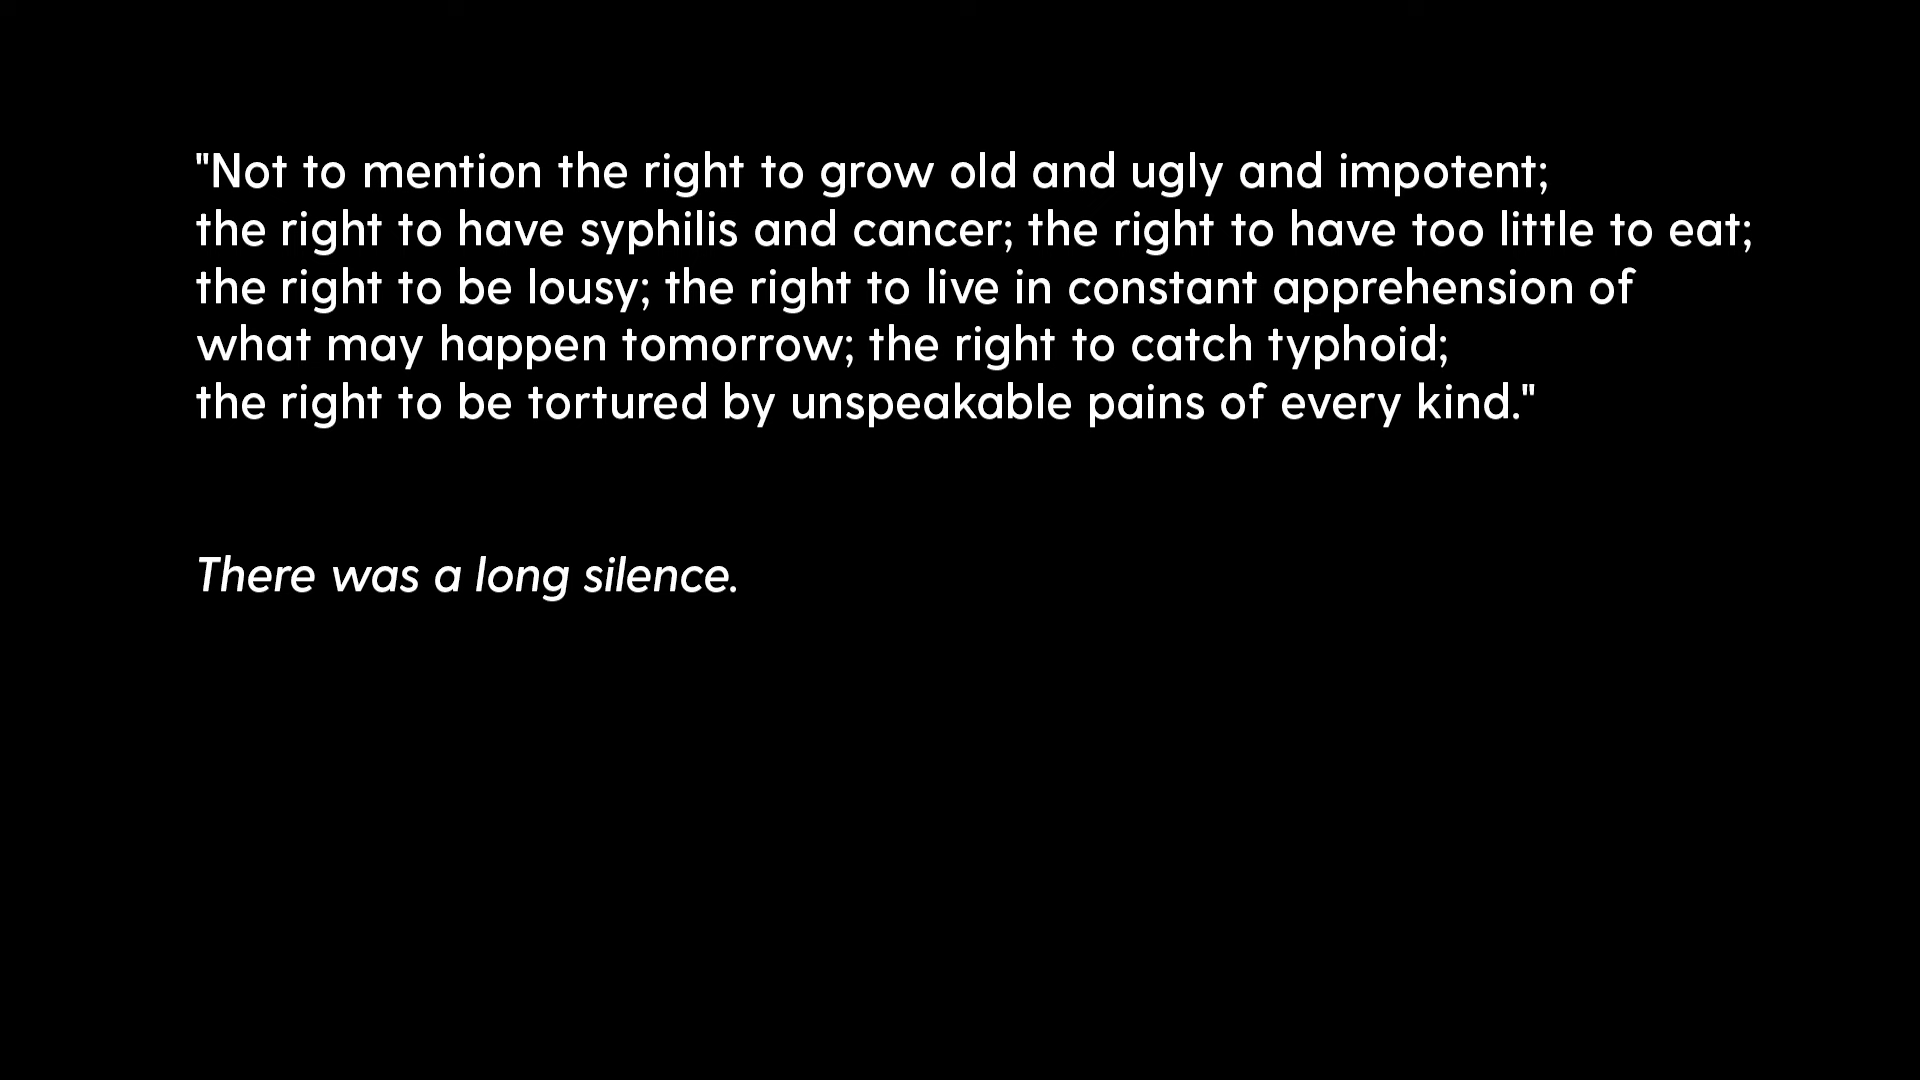 "Not to mention the right to grow old and ugly and impotent;
the right to have syphilis and cancer; the right to have too little to eat;
the right to be lousy; the right to live in constant apprehension of
what may happen tomorrow; the right to catch typhoid;
the right to be tortured by unspeakable pains of every kind."
There was a long silence.